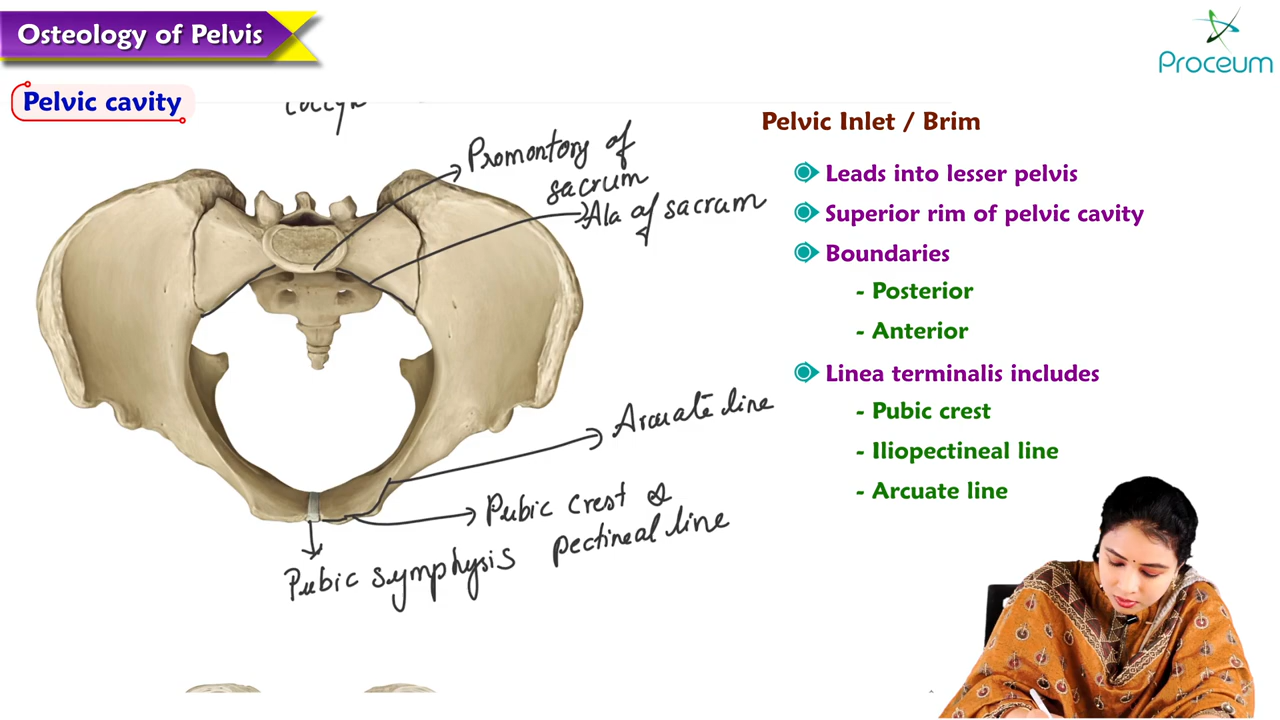 Osteology of Pelvis
Proceum
Pelvic cavity
Pelvic Inlet / Brim
Leads into lesser pelvis
Superior rim of pelvic cavity
Boundaries
- Posterior
- Anterior
Linea terminalis includes
- Pubic crest
- Iliopectineal line
- Arcuate line
Promontory of
sacrum
Ala of sacrum
Arcuate line
Pubic crest &
pectineal line
Pubic symphysis